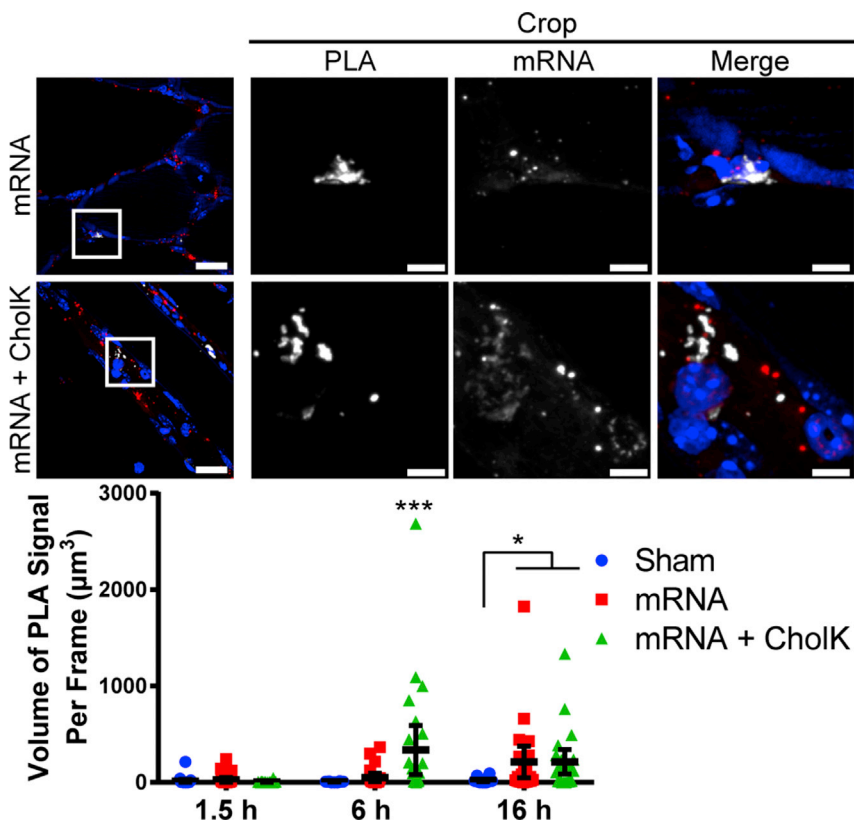 Crop
PLA mRNA Merge
mRNA
mRNA + CholK
Volume of PLA Signal
Per Frame (µm³)
3000
2000
1000
0
***
*
Sham
mRNA
mRNA + CholK
1.5 h 6 h 16 h